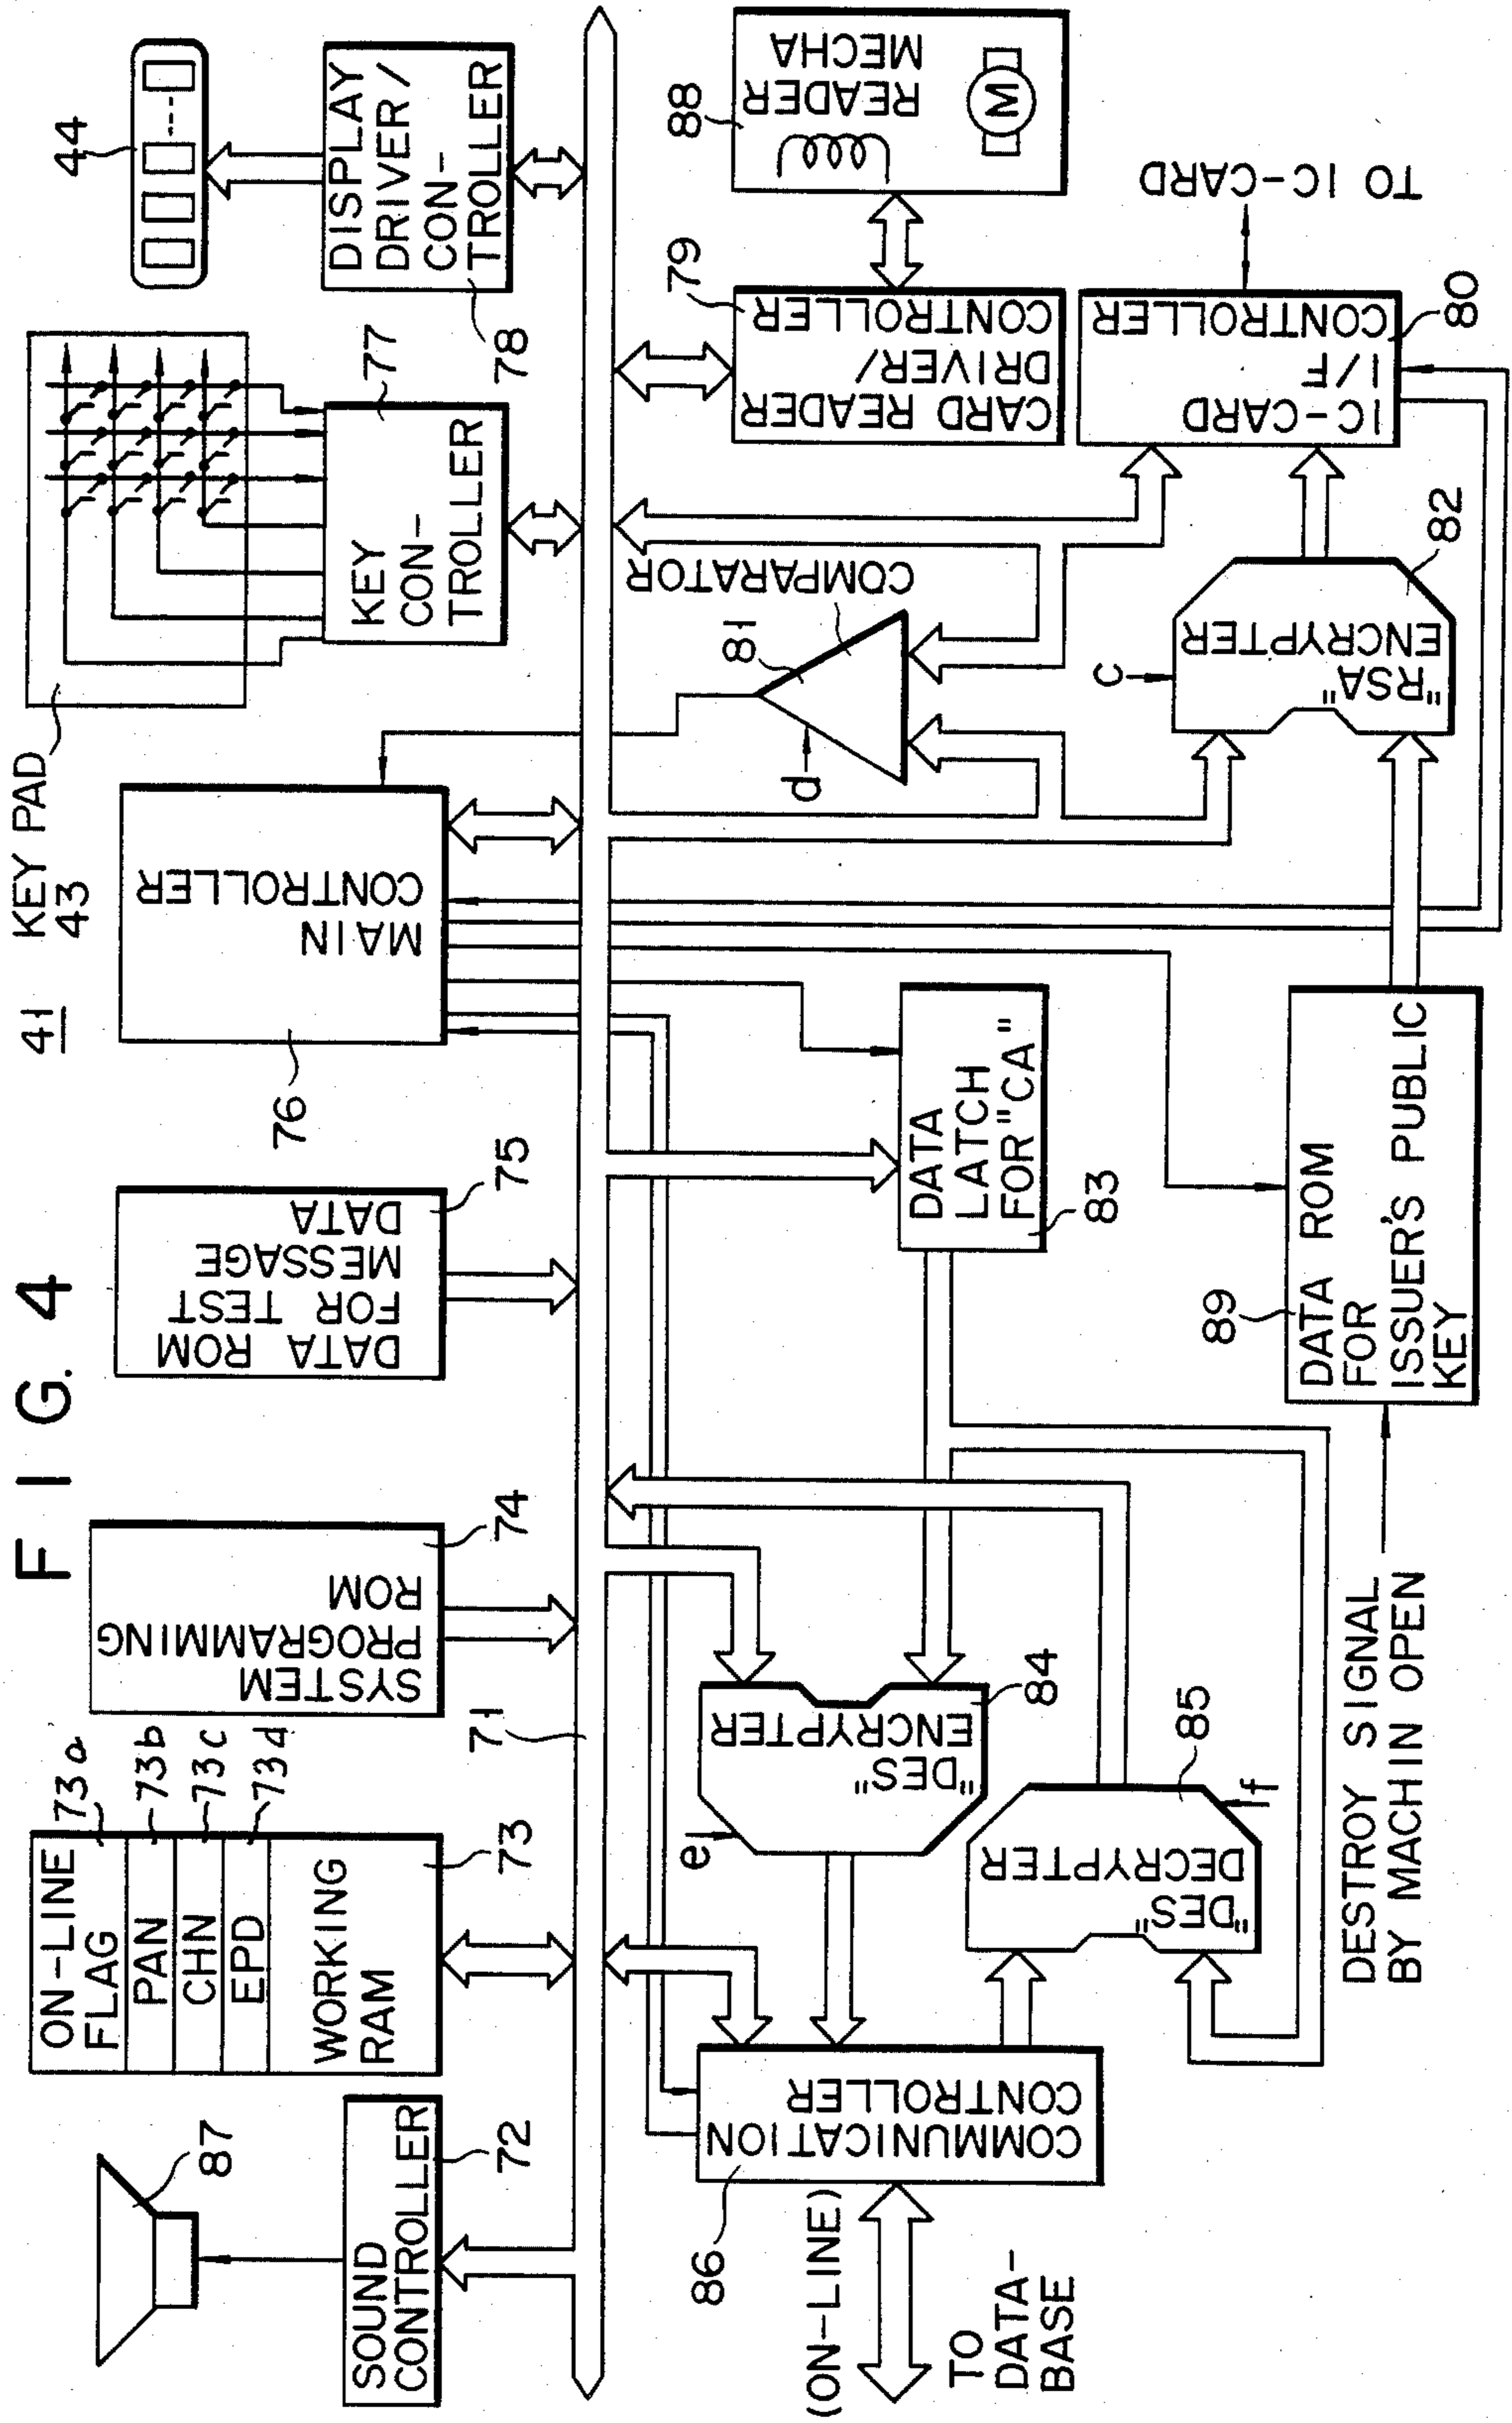 F I G. 4
41
KEY PAD
43
44
87
SOUND
CONTROLLER
72
ON-LINE
FLAG
PAN
CHN
EPD
WORKING
RAM
73a
73b
73c
73d
73
SYSTEM
PROGRAMMING
ROM
74
DATA ROM
FOR TEST
MESSAGE
DATA
75
MAIN
CONTROLLER
76
KEY
CON-
TROLLER
77
DISPLAY
DRIVER/
CON-
TROLLER
78
71
(ON-LINE)
TO
DATA-
BASE
COMMUNICATION
CONTROLLER
86
"DES"
ENCRYPTER
84
e
"DES"
DECRYPTER
85
f
DATA
LATCH
FOR "CA"
83
COMPARATOR
81
d
CARD READER
DRIVER/
CONTROLLER
79
READER
MECHA
M
88
IC-CARD
I/F
CONTROLLER
80
TO IC-CARD
"RSA"
ENCRYPTER
82
c
DATA ROM
FOR
ISSUER'S PUBLIC
KEY
89
DESTROY SIGNAL
BY MACHIN OPEN